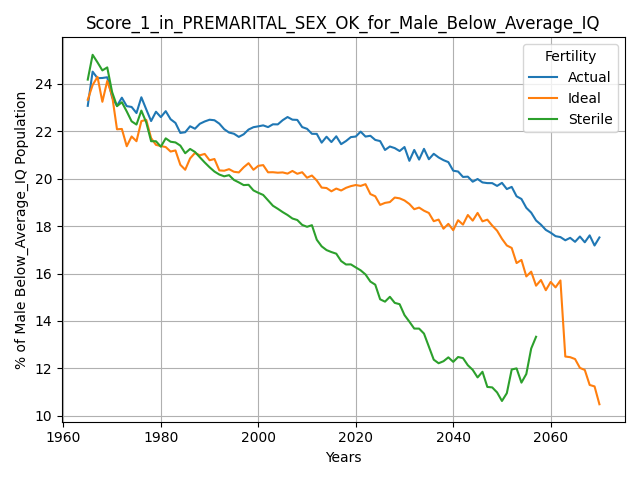 Score_1_in_PREMARITAL_SEX_OK_for_Male_Below_Average_IQ
Fertility
Actual
Ideal
Sterile
% of Male Below_Average_IQ Population
24
22
20
18
16
14
12
10
1960
1980
2000
2020
2040
2060
Years